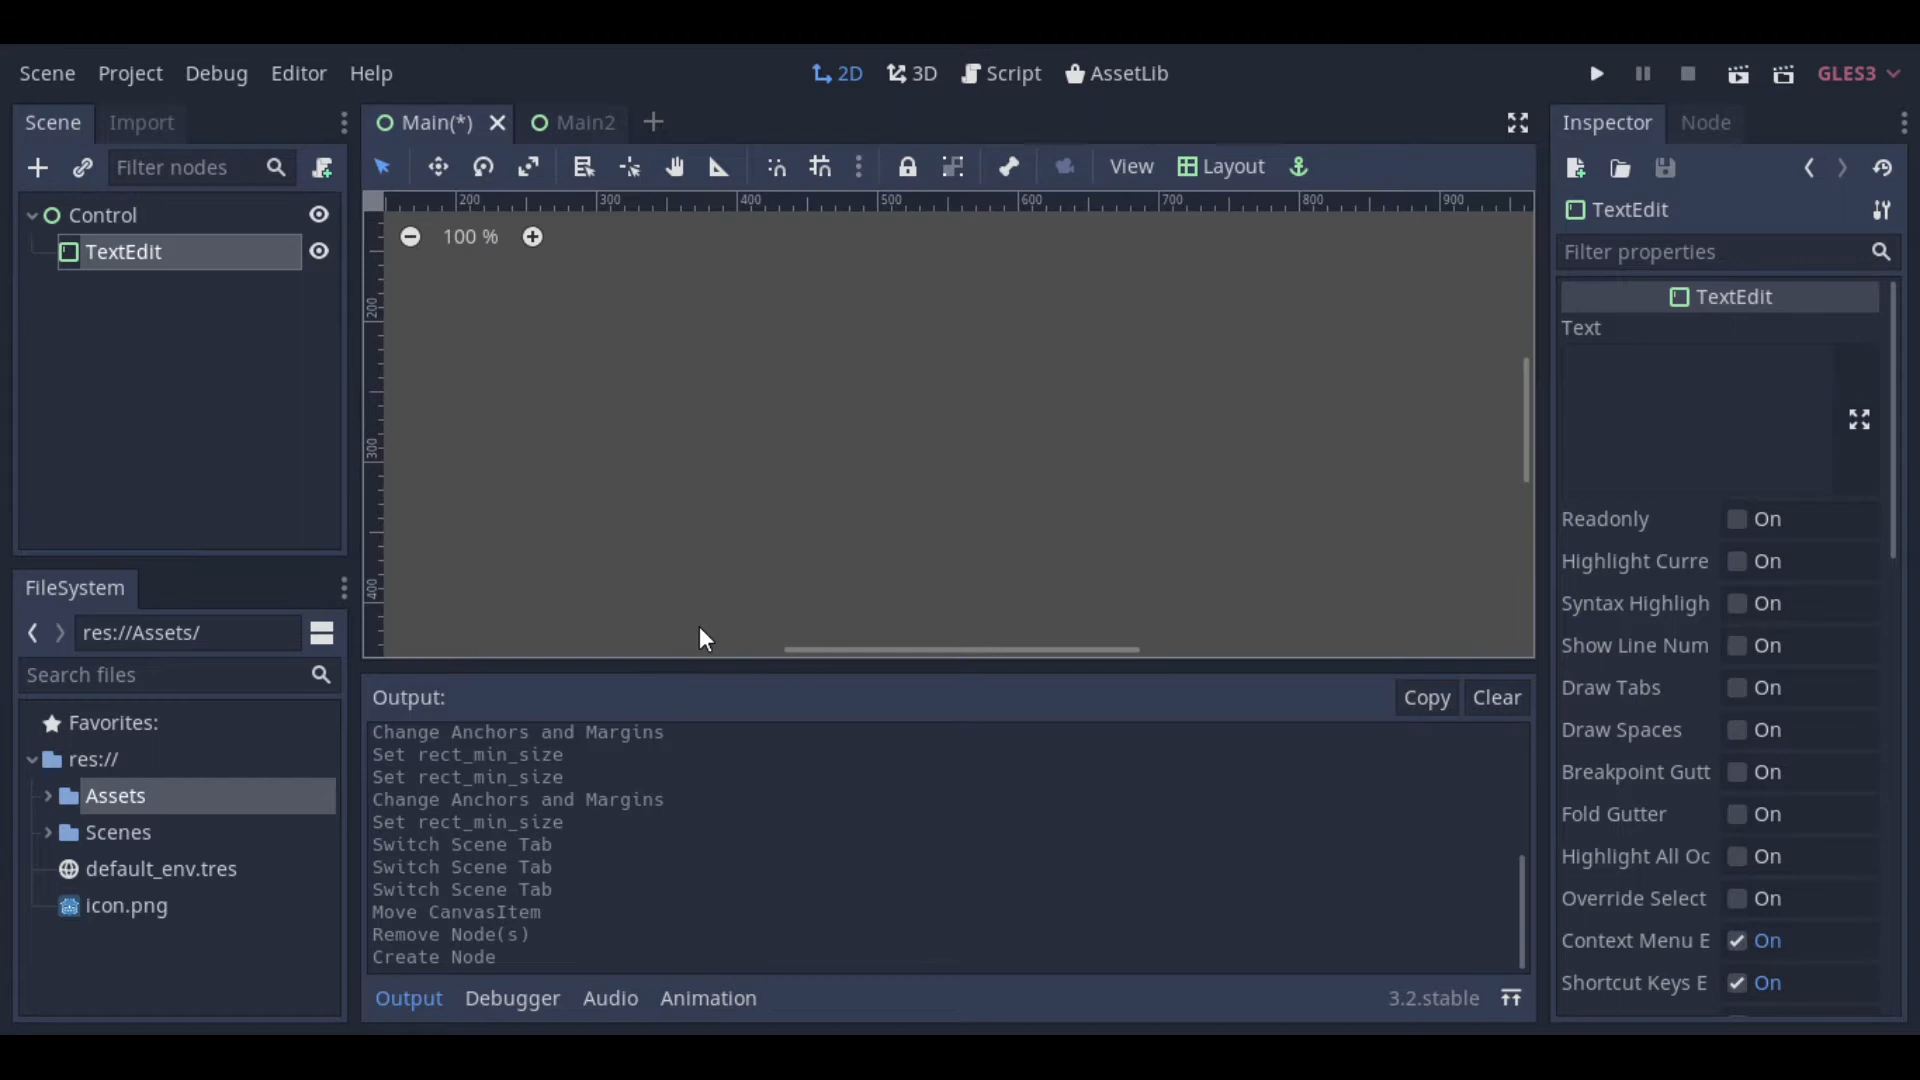 Scene Project Debug Editor Help 2D 3D Script AssetLib GLES3
Scene Import
Filter nodes
Control
TextEdit
FileSystem
res://Assets/
Search files
Favorites:
res://
Assets
Scenes
default_env.tres
icon.png
Main(*) Main2
View Layout
200 300 400 500 600 700 800 900
100 %
200
300
400
Output: Copy Clear
Change Anchors and Margins
Set rect_min_size
Set rect_min_size
Change Anchors and Margins
Set rect_min_size
Switch Scene Tab
Switch Scene Tab
Switch Scene Tab
Move CanvasItem
Remove Node(s)
Create Node
Output Debugger Audio Animation 3.2.stable
Inspector Node
TextEdit
Filter properties
TextEdit
Text
Readonly On
Highlight Curre On
Syntax Highligh On
Show Line Num On
Draw Tabs On
Draw Spaces On
Breakpoint Gutt On
Fold Gutter On
Highlight All Oc On
Override Select On
Context Menu E On
Shortcut Keys E On